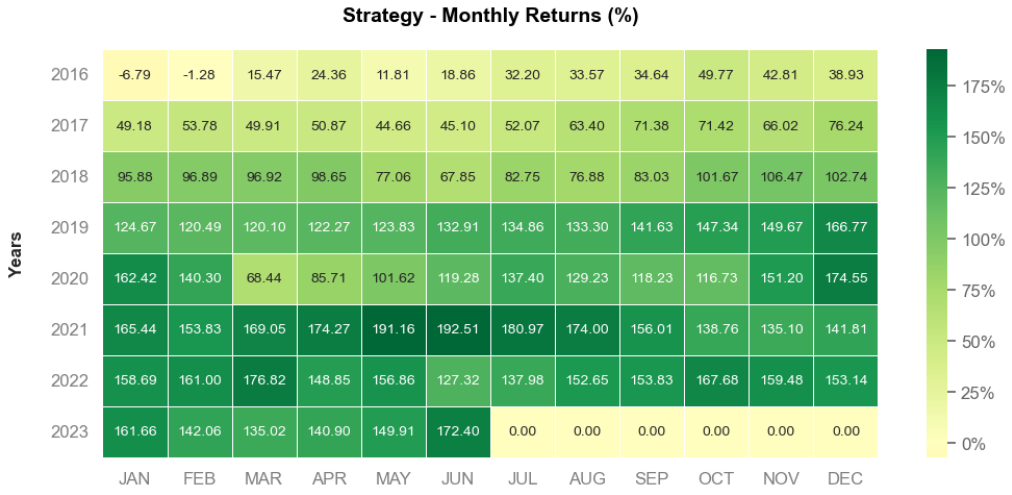 Strategy - Monthly Returns (%)
Years
2016 -6.79 -1.28 15.47 24.36 11.81 18.86 32.20 33.57 34.64 49.77 42.81 38.93
2017 49.18 53.78 49.91 50.87 44.66 45.10 52.07 63.40 71.38 71.42 66.02 76.24
2018 95.88 96.89 96.92 98.65 77.06 67.85 82.75 76.88 83.03 101.67 106.47 102.74
2019 124.67 120.49 120.10 122.27 123.83 132.91 134.86 133.30 141.63 147.34 149.67 166.77
2020 162.42 140.30 68.44 85.71 101.62 119.28 137.40 129.23 118.23 116.73 151.20 174.55
2021 165.44 153.83 169.05 174.27 191.16 192.51 180.97 174.00 156.01 138.76 135.10 141.81
2022 158.69 161.00 176.82 148.85 156.86 127.32 137.98 152.65 153.83 167.68 159.48 153.14
2023 161.66 142.06 135.02 140.90 149.91 172.40 0.00 0.00 0.00 0.00 0.00 0.00
JAN FEB MAR APR MAY JUN JUL AUG SEP OCT NOV DEC
175%
150%
125%
100%
75%
50%
25%
0%